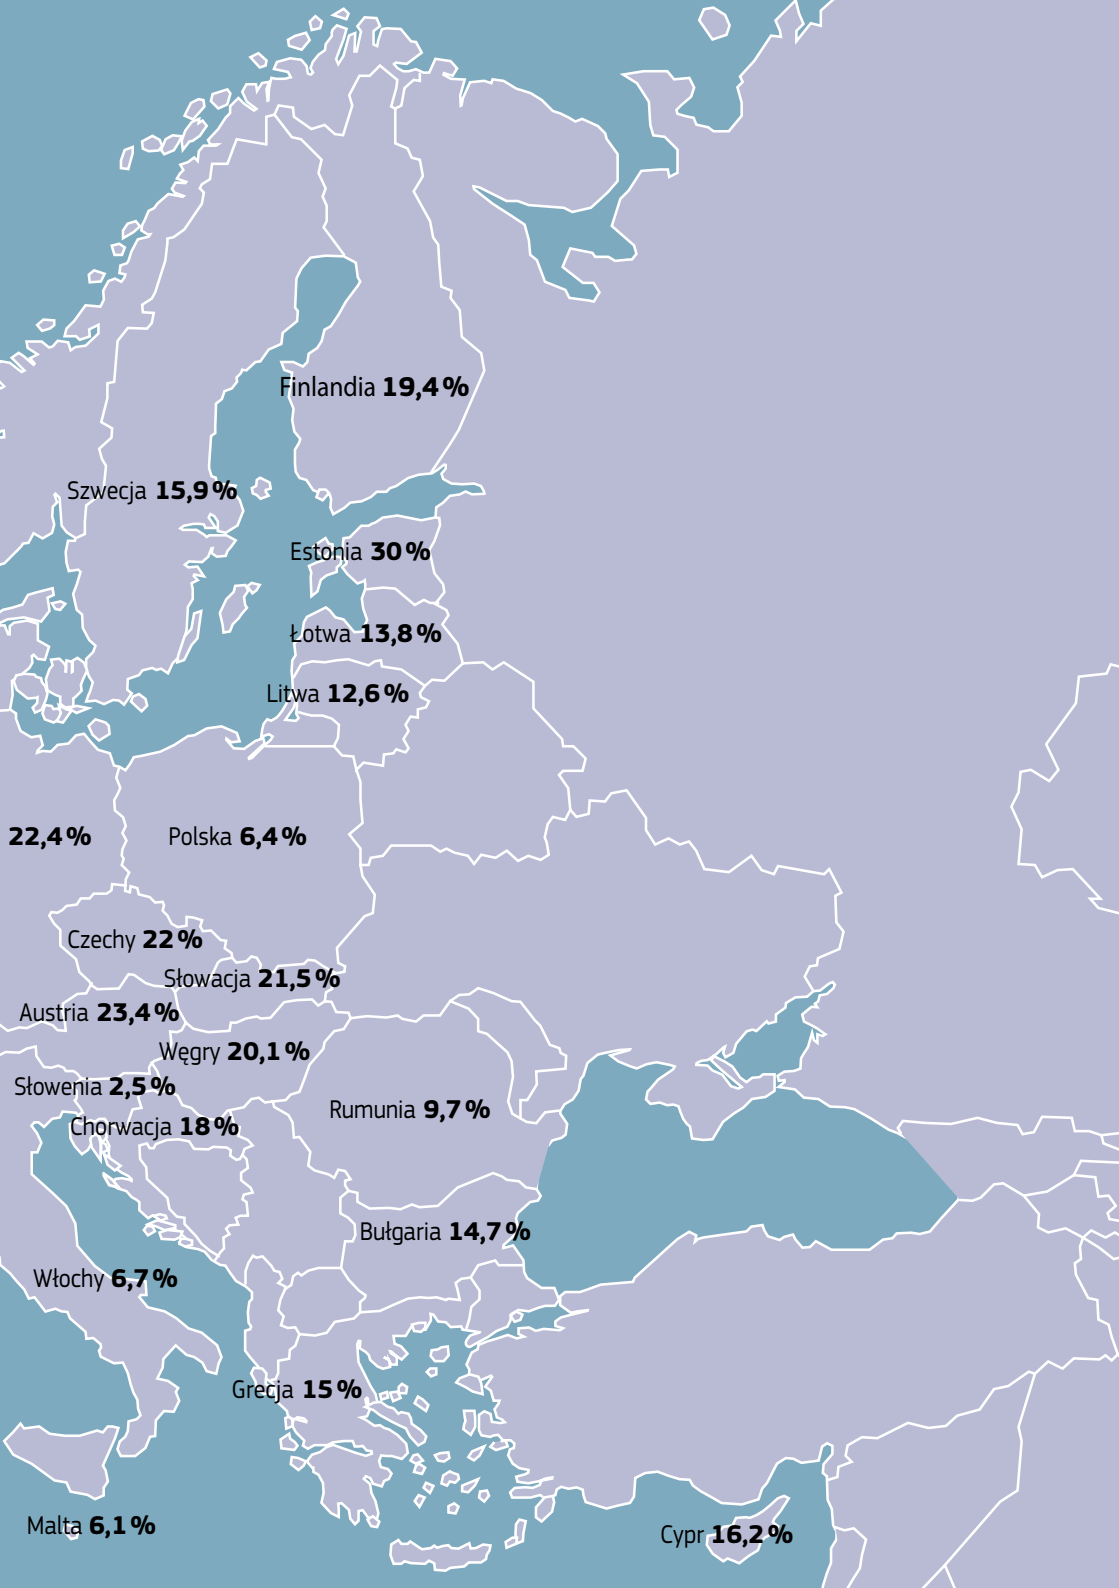 Finlandia 19,4 %
Szwecja 15,9 %
Estonia 30 %
Łotwa 13,8 %
Litwa 12,6 %
22,4 %
Polska 6,4 %
Czechy 22 %
Słowacja 21,5 %
Austria 23,4 %
Węgry 20,1 %
Słowenia 2,5 %
Rumunia 9,7 %
Chorwacja 18 %
Bułgaria 14,7 %
Włochy 6,7 %
Grecja 15 %
Malta 6,1 %
Cypr 16,2 %